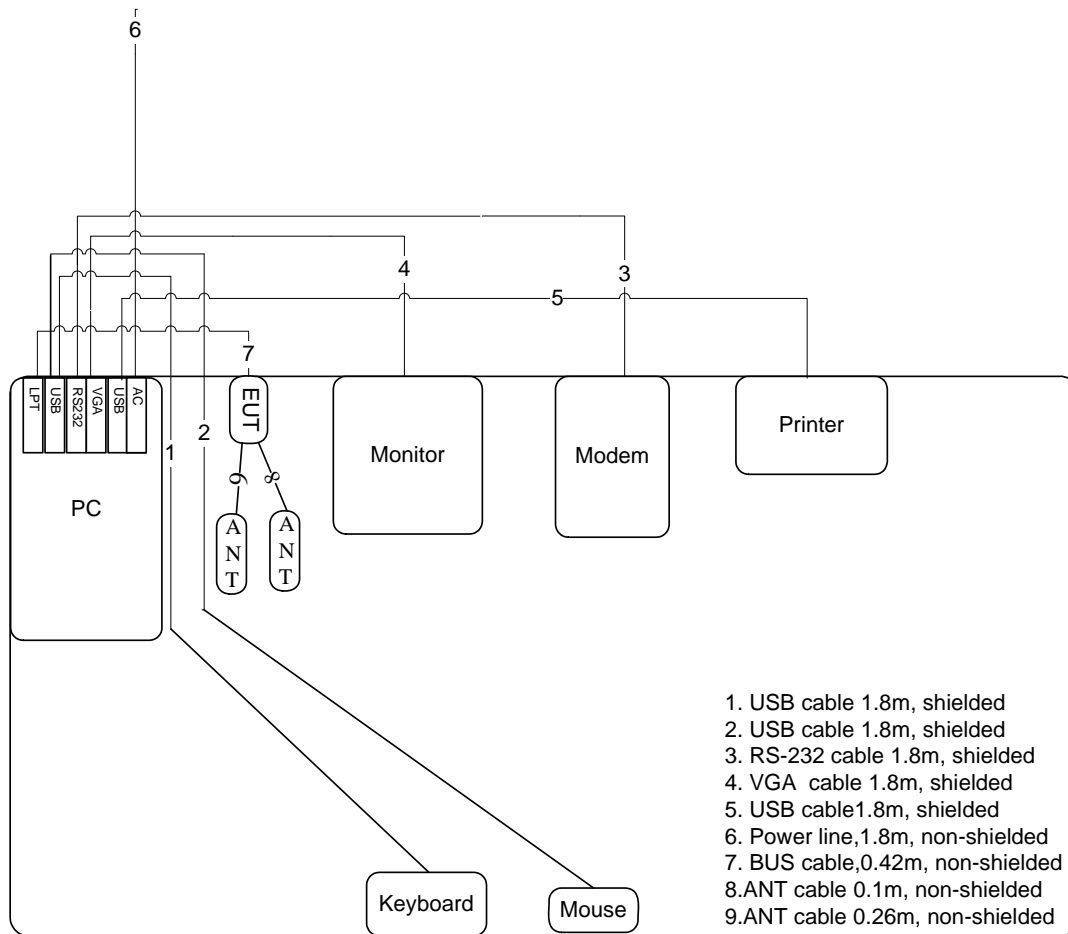 6
4
3
5
7
2
1
LPT
USB
RS232
VGA
USB
AC
EUT
Monitor
Modem
Printer
PC
9
8
ANT
ANT
1. USB cable 1.8m, shielded
2. USB cable 1.8m, shielded
3. RS-232 cable 1.8m, shielded
4. VGA cable 1.8m, shielded
5. USB cable1.8m, shielded
6. Power line,1.8m, non-shielded
7. BUS cable,0.42m, non-shielded
8.ANT cable 0.1m, non-shielded
9.ANT cable 0.26m, non-shielded
Keyboard
Mouse